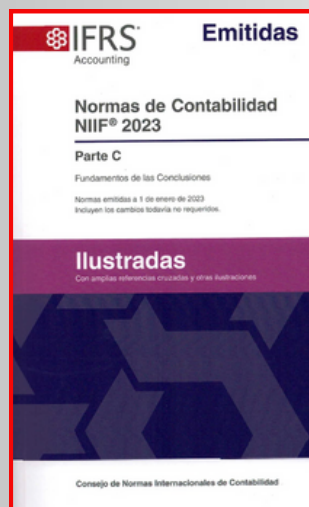 IFRS® Emitidas
Accounting
Normas de Contabilidad
NIIF® 2023
Parte C
Fundamentos de las Conclusiones
Normas emitidas a 1 de enero de 2023
Incluyen los cambios todavía no requeridos.
Ilustradas
Con amplias referencias cruzadas y otras ilustraciones
Consejo de Normas Internacionales de Contabilidad